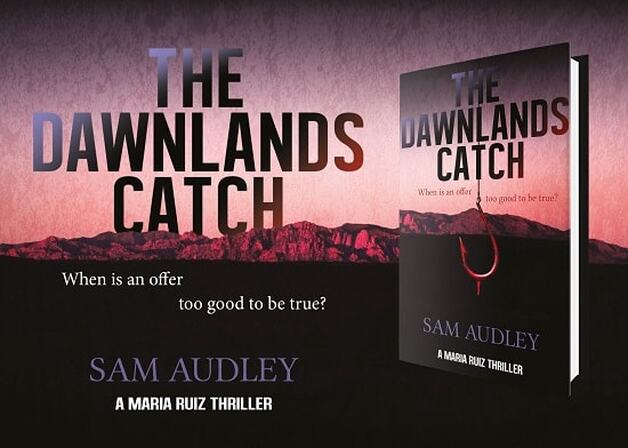 THE
DAWNLANDS
CATCH
When is an offer
too good to be true?
SAM AUDLEY
A MARIA RUIZ THRILLER
THE
DAWNLANDS
CATCH
When is an offer
too good to be true?
SAM AUDLEY
A MARIA RUIZ THRILLER